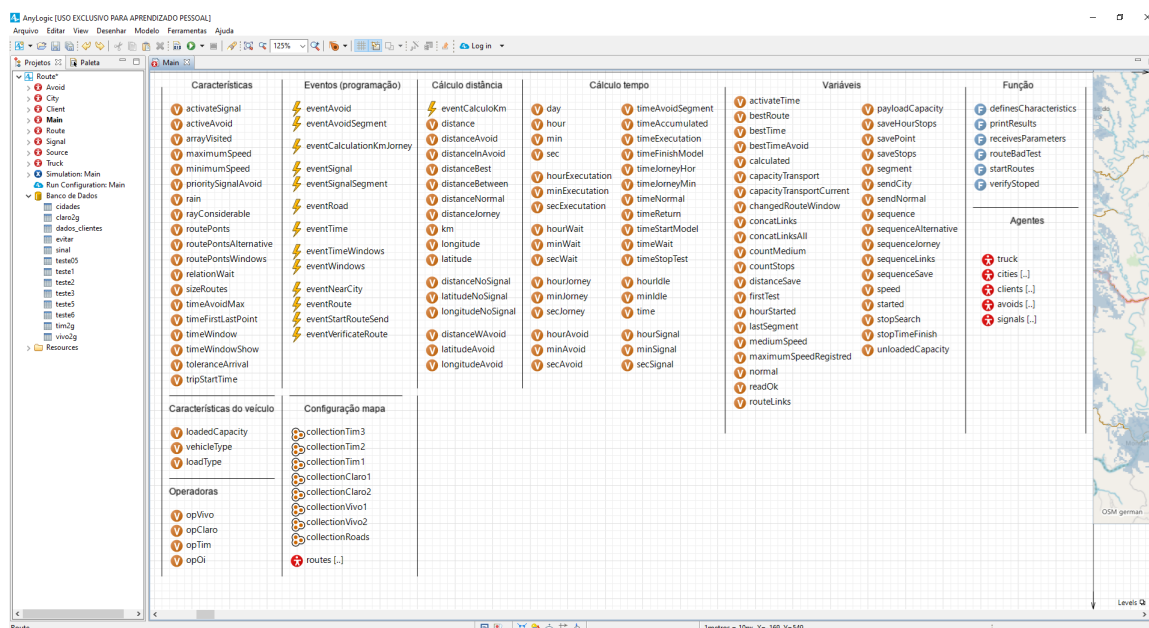 AnyLogic [USO EXCLUSIVO PARA APRENDIZADO PESSOAL]
Arquivo Editar View Desenhar Modelo Ferramentas Ajuda
125% Log in
Projetos Paleta
Route*
Avoid
City
Client
Main
Route
Signal
Source
Truck
Simulation: Main
Run Configuration: Main
Banco de Dados
cidades
claro2g
dados_clientes
evitar
sinal
teste05
teste1
teste2
teste3
teste5
teste6
tim2g
vivo2g
Resources
Main
Características
activateSignal
activeAvoid
arrayVisited
maximumSpeed
minimumSpeed
prioritySignalAvoid
rain
rayConsiderable
routePonts
routePontsAlternative
routePontsWindows
relationWait
sizeRoutes
timeAvoidMax
timeFirstLastPoint
timeWindow
timeWindowShow
toleranceArrival
tripStartTime
Características do veículo
loadedCapacity
vehicleType
loadType
Operadoras
opVivo
opClaro
opTim
opOi
Eventos (programação)
eventAvoid
eventAvoidSegment
eventCalculationKmJorney
eventSignal
eventSignalSegment
eventRoad
eventTime
eventTimeWindows
eventWindows
eventNearCity
eventRoute
eventStartRouteSend
eventVerificateRoute
Configuração mapa
collectionTim3
collectionTim2
collectionTim1
collectionClaro1
collectionClaro2
collectionVivo1
collectionVivo2
collectionRoads
routes [..]
Cálculo distância
eventCalculoKm
distance
distanceAvoid
distanceInAvoid
distanceBest
distanceBetween
distanceNormal
distanceJorney
km
longitude
latitude
distanceNoSignal
latitudeNoSignal
longitudeNoSignal
distanceWAvoid
latitudeAvoid
longitudeAvoid
Cálculo tempo
day
hour
min
sec
hourExecution
minExecution
secExecution
hourWait
minWait
secWait
hourJorney
minJorney
secJorney
hourAvoid
minAvoid
secAvoid
timeAvoidSegment
timeAccumulated
timeExecution
timeFinishModel
timeJorneyHor
timeJorneyMin
timeNormal
timeReturn
timeStartModel
timeWait
timeStopTest
hourIdle
minIdle
time
hourSignal
minSignal
secSignal
Variáveis
activateTime
bestRoute
bestTime
bestTimeAvoid
calculated
capacityTransport
capacityTransportCurrent
changedRouteWindow
concatLinks
concatLinksAll
countMedium
countStops
distanceSave
firstTest
hourStarted
lastSegment
mediumSpeed
maximumSpeedRegistred
normal
readOk
routeLinks
payloadCapacity
saveHourStops
savePoint
saveStops
segment
sendCity
sendNormal
sequence
sequenceAlternative
sequenceJorney
sequenceLinks
sequenceSave
speed
started
stopSearch
stopTimeFinish
unloadedCapacity
Função
definesCharacteristics
printResults
receivesParameters
routeBadTest
startRoutes
verifyStoped
Agentes
truck
cities [..]
clients [..]
avoids [..]
signals [..]
OSM german
Levels